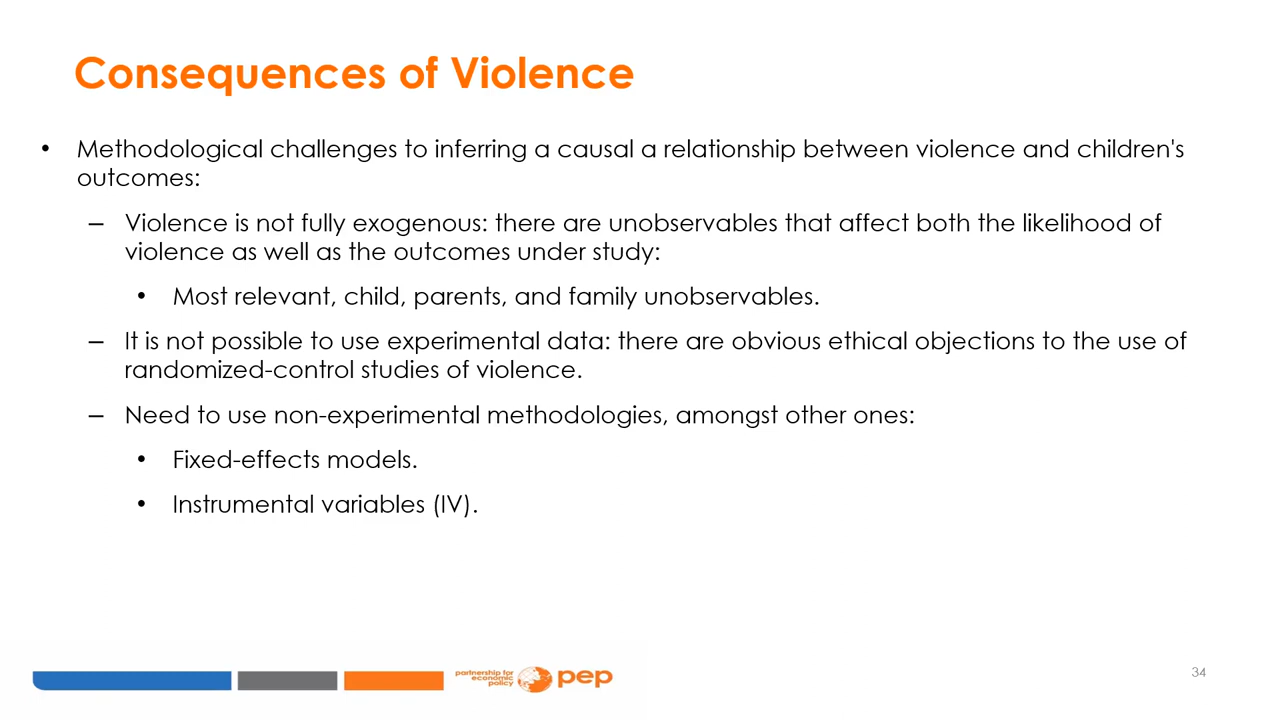 Consequences of Violence
• Methodological challenges to inferring a causal a relationship between violence and children's
outcomes:
– Violence is not fully exogenous: there are unobservables that affect both the likelihood of
violence as well as the outcomes under study:
• Most relevant, child, parents, and family unobservables.
– It is not possible to use experimental data: there are obvious ethical objections to the use of
randomized-control studies of violence.
– Need to use non-experimental methodologies, amongst other ones:
• Fixed-effects models.
• Instrumental variables (IV).
partnership for
economic
policy
pep
34